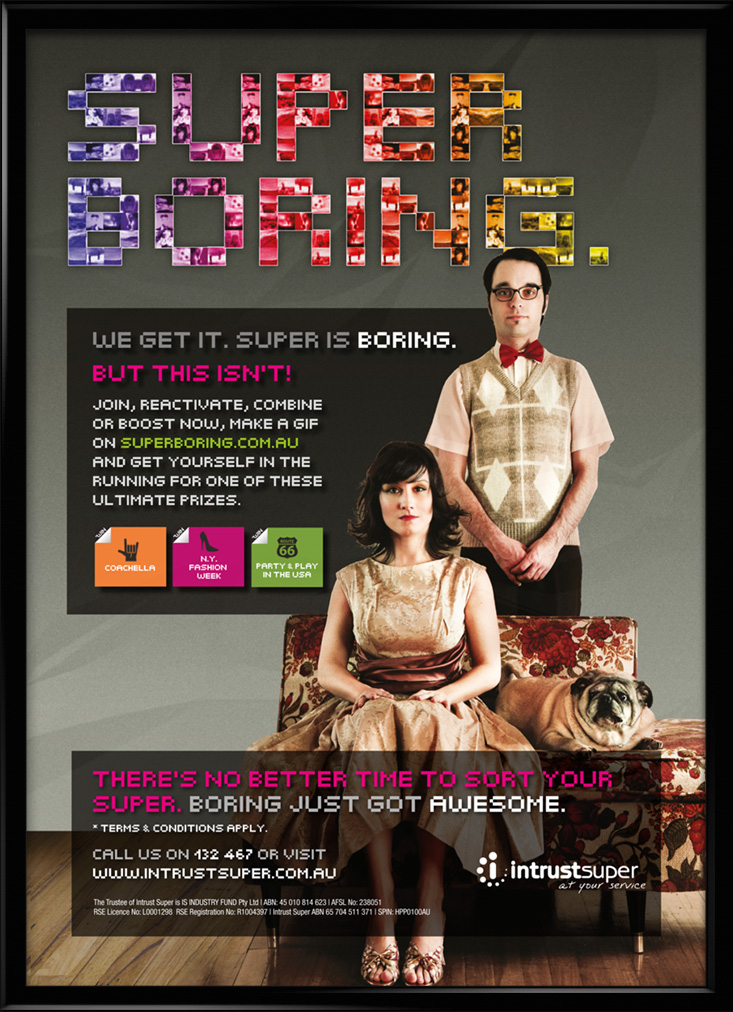 SUPER
BORING.
WE GET IT. SUPER IS BORING.
BUT THIS ISN'T!
JOIN, REACTIVATE, COMBINE
OR BOOST NOW, MAKE A GIF
ON SUPERBORING.COM.AU
AND GET YOURSELF IN THE
RUNNING FOR ONE OF THESE
ULTIMATE PRIZES.
WIN
COACHELLA
WIN
N.Y.
FASHION
WEEK
WIN
ROUTE
66
PARTY & PLAY
IN THE USA
THERE'S NO BETTER TIME TO SORT YOUR
SUPER. BORING JUST GOT AWESOME.
* TERMS & CONDITIONS APPLY.
CALL US ON 132 467 OR VISIT
WWW.INTRUSTSUPER.COM.AU
intrustsuper
at your service
The Trustee of Intrust Super is IS INDUSTRY FUND Pty Ltd | ABN: 45 010 814 623 | AFSL No: 238051
RSE Licence No: L0001298 RSE Registration No: R1004397 | Intrust Super ABN 65 704 511 371 | SPIN: HPP0100AU